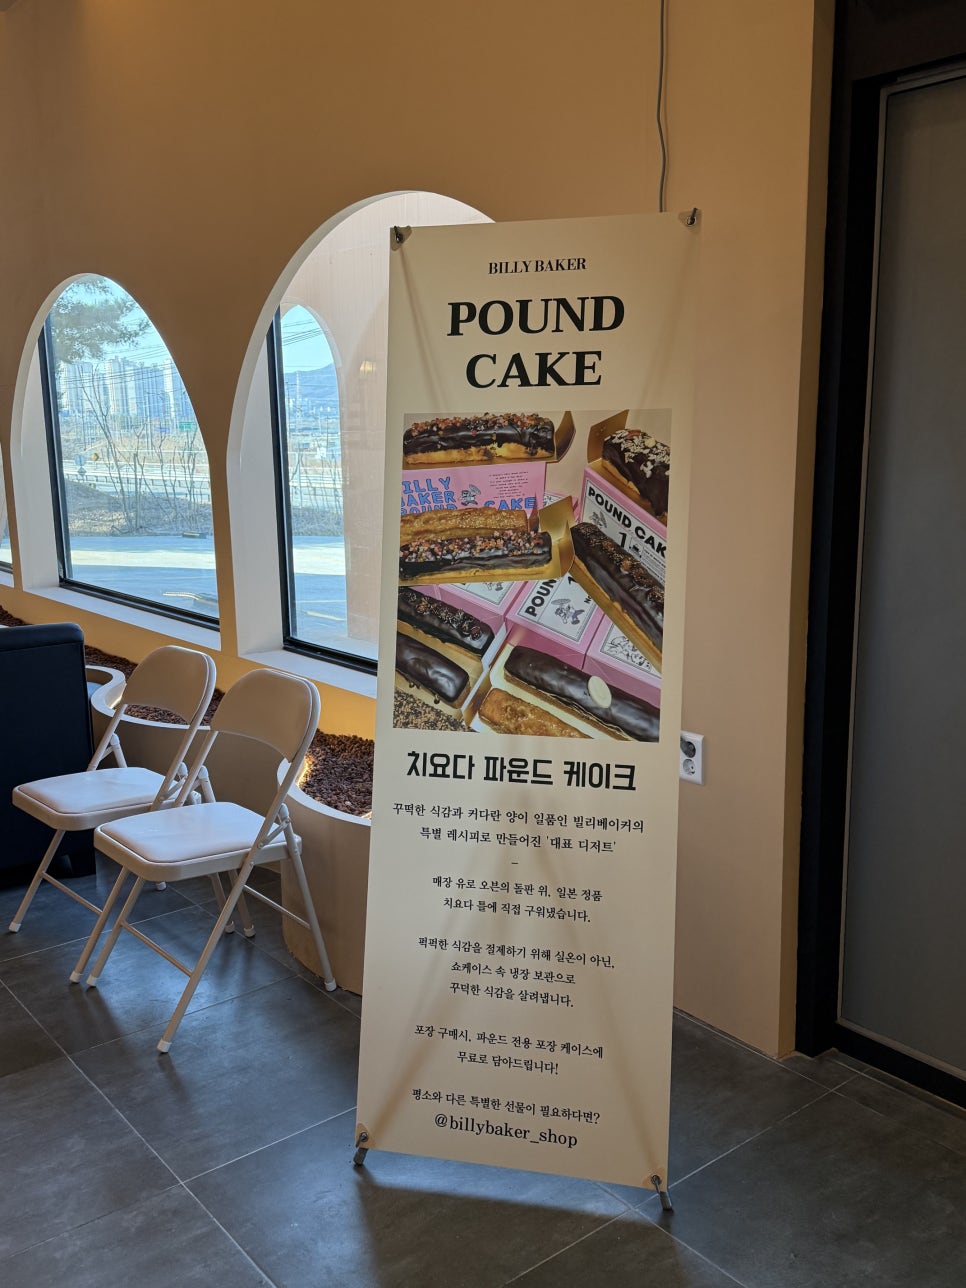 BILLY BAKER
POUND
CAKE
BILLY
BAKER
POUND CAKE
POUND CAK
1
POUN
치요다 파운드 케이크
꾸떡한 식감과 커다란 양이 일품인 빌리베이커의
특별 레시피로 만들어진 '대표 디저트'
–
매장 유로 오븐의 돌판 위, 일본 정품
치요다 틀에 직접 구워냈습니다.
퍽퍽한 식감을 절제하기 위해 실온이 아닌,
쇼케이스 속 냉장 보관으로
꾸덕한 식감을 살려냅니다.
포장 구매시, 파운드 전용 포장 케이스에
무료로 담아드립니다!
평소와 다른 특별한 선물이 필요하다면?
@billybaker_shop